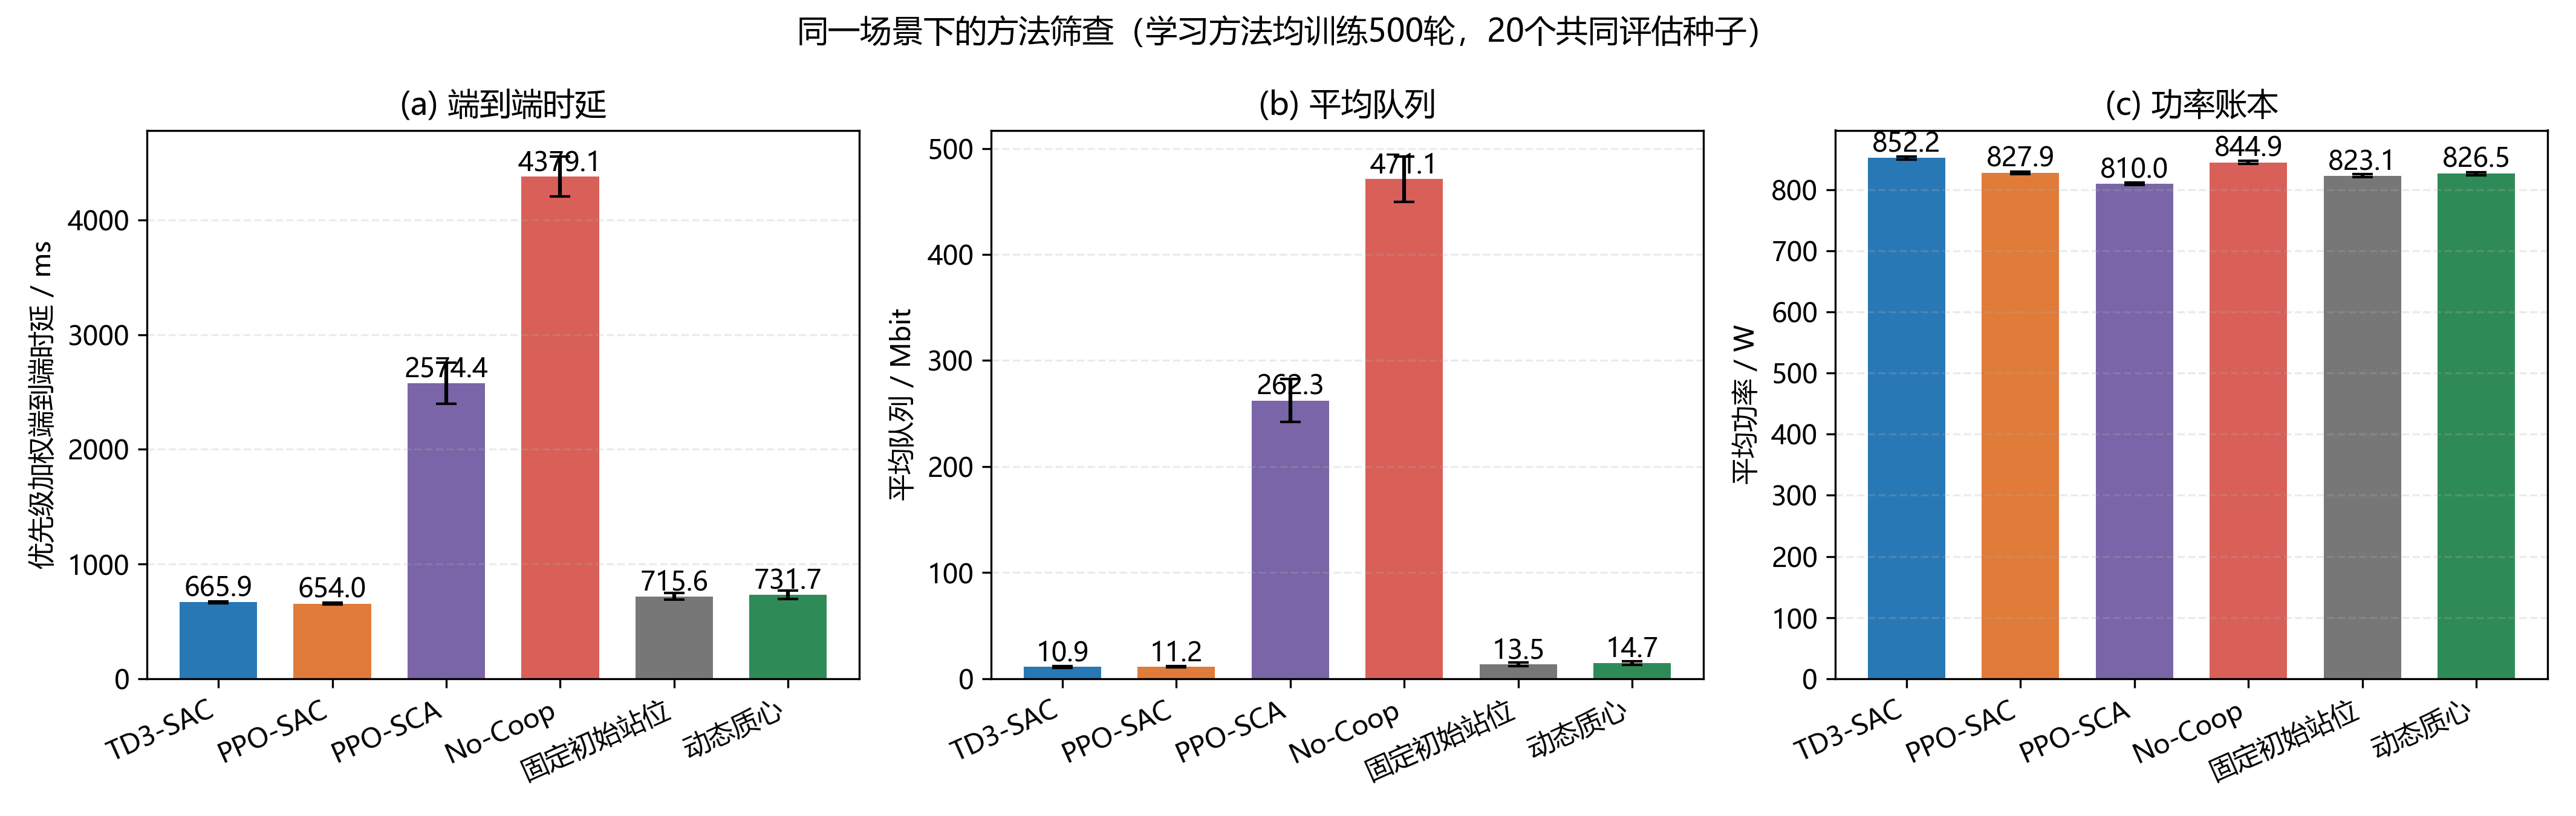 同一场景下的方法筛查（学习方法均训练500轮，20个共同评估种子）
(a) 端到端时延
优先级加权端到端时延 / ms
4000
3000
2000
1000
0
665.9
654.0
2574.4
4379.1
715.6
731.7
TD3-SAC
PPO-SAC
PPO-SCA
No-Coop
固定初始站位
动态质心
(b) 平均队列
平均队列 / Mbit
500
400
300
200
100
0
10.9
11.2
262.3
471.1
13.5
14.7
TD3-SAC
PPO-SAC
PPO-SCA
No-Coop
固定初始站位
动态质心
(c) 功率账本
平均功率 / W
800
700
600
500
400
300
200
100
0
852.2
827.9
810.0
844.9
823.1
826.5
TD3-SAC
PPO-SAC
PPO-SCA
No-Coop
固定初始站位
动态质心